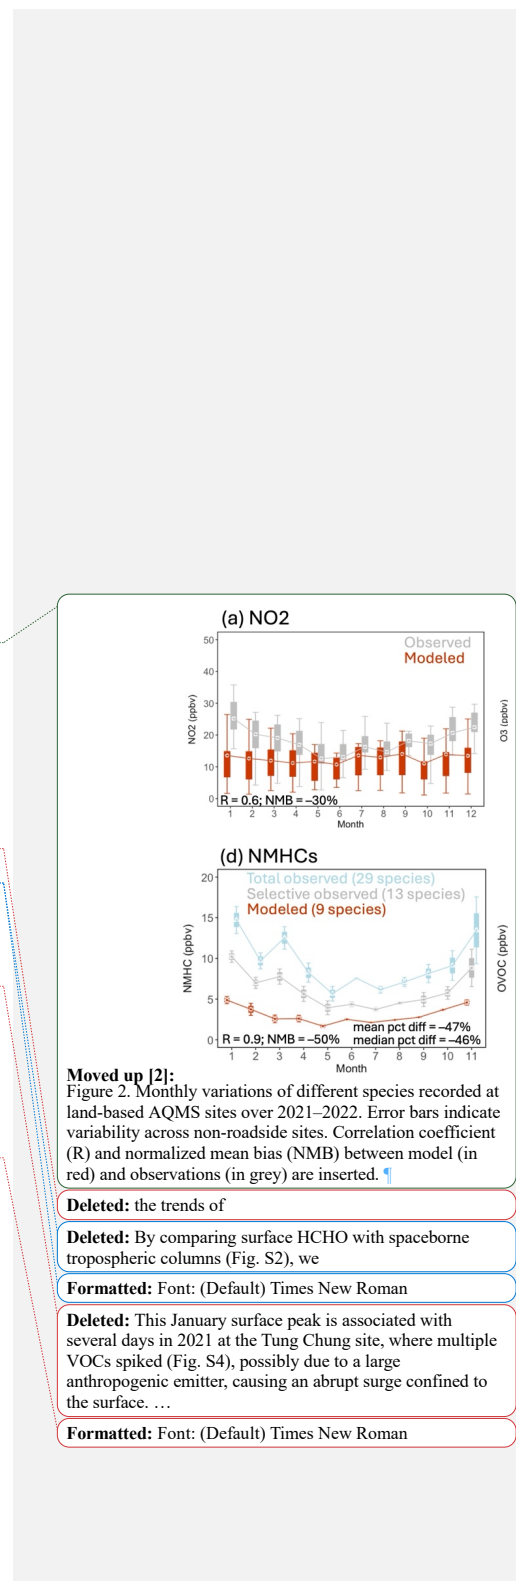 (a) NO2
Observed
Modeled
NO2 (ppbv)
50
40
30
20
10
0
R = 0.6; NMB = –30%
1 2 3 4 5 6 7 8 9 10 11 12
Month
O3 (ppbv)
(d) NMHCs
Total observed (29 species)
Selective observed (13 species)
Modeled (9 species)
NMHC (ppbv)
20
15
10
5
0
mean pct diff = –47%
R = 0.9; NMB = –50% median pct diff = –46%
1 2 3 4 5 6 7 8 9 10 11
Month
OVOC (ppbv)
Moved up [2]:
Figure 2. Monthly variations of different species recorded at
land-based AQMS sites over 2021–2022. Error bars indicate
variability across non-roadside sites. Correlation coefficient
(R) and normalized mean bias (NMB) between model (in
red) and observations (in grey) are inserted. ¶
Deleted: the trends of
Deleted: By comparing surface HCHO with spaceborne
tropospheric columns (Fig. S2), we
Formatted: Font: (Default) Times New Roman
Deleted: This January surface peak is associated with
several days in 2021 at the Tung Chung site, where multiple
VOCs spiked (Fig. S4), possibly due to a large
anthropogenic emitter, causing an abrupt surge confined to
the surface. …
Formatted: Font: (Default) Times New Roman